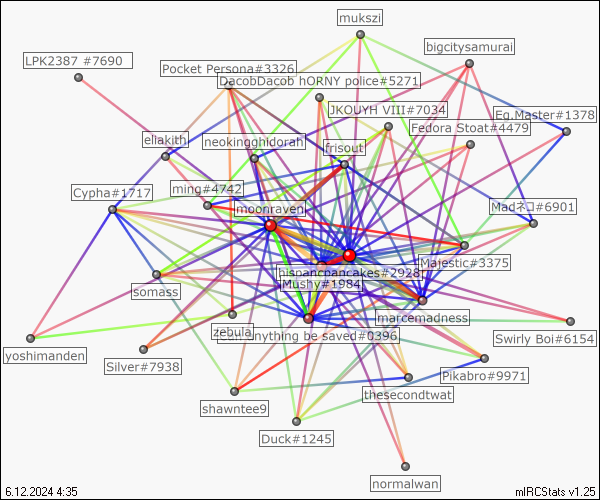 mukszi
bigcitysamurai
LPK2387 #7690
Pocket Persona#3326
DacobDacob hORNY police#5271
JKOUYH VIII#7034
Eg.Master#1378
Fedora Stoat#4479
eliakith
neokingghidorah
frisout
Cypha#1717
ming#4742
moonraven
Madネコ#6901
Majestic#3375
hispancpancakes#2928
Mushy#1984
somass
marcemadness
zebula
anything be saved#0396
Swirly Boi#6154
yoshimanden
Silver#7938
Pikabro#9971
thesecondtwat
shawntee9
Duck#1245
normalwan
6.12.2024 4:35
mIRCStats v1.25